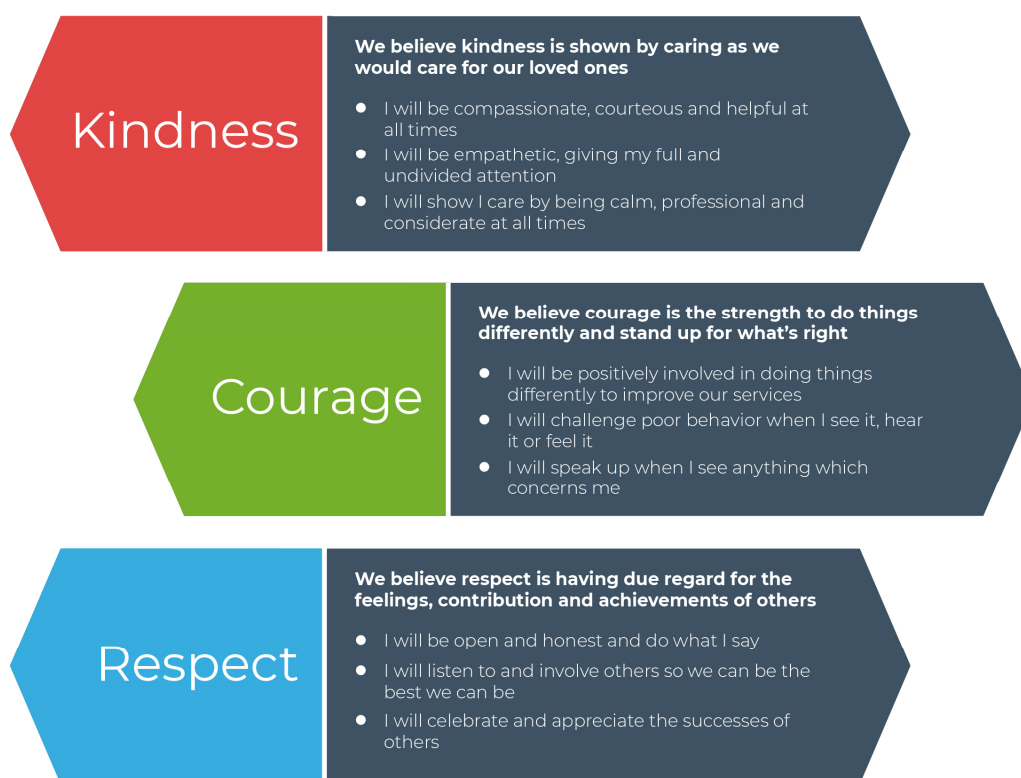 Kindness
We believe kindness is shown by caring as we
would care for our loved ones
● I will be compassionate, courteous and helpful at
all times
● I will be empathetic, giving my full and
undivided attention
● I will show I care by being calm, professional and
considerate at all times
Courage
We believe courage is the strength to do things
differently and stand up for what's right
● I will be positively involved in doing things
differently to improve our services
● I will challenge poor behavior when I see it, hear
it or feel it
● I will speak up when I see anything which
concerns me
Respect
We believe respect is having due regard for the
feelings, contribution and achievements of others
● I will be open and honest and do what I say
● I will listen to and involve others so we can be the
best we can be
● I will celebrate and appreciate the successes of
others